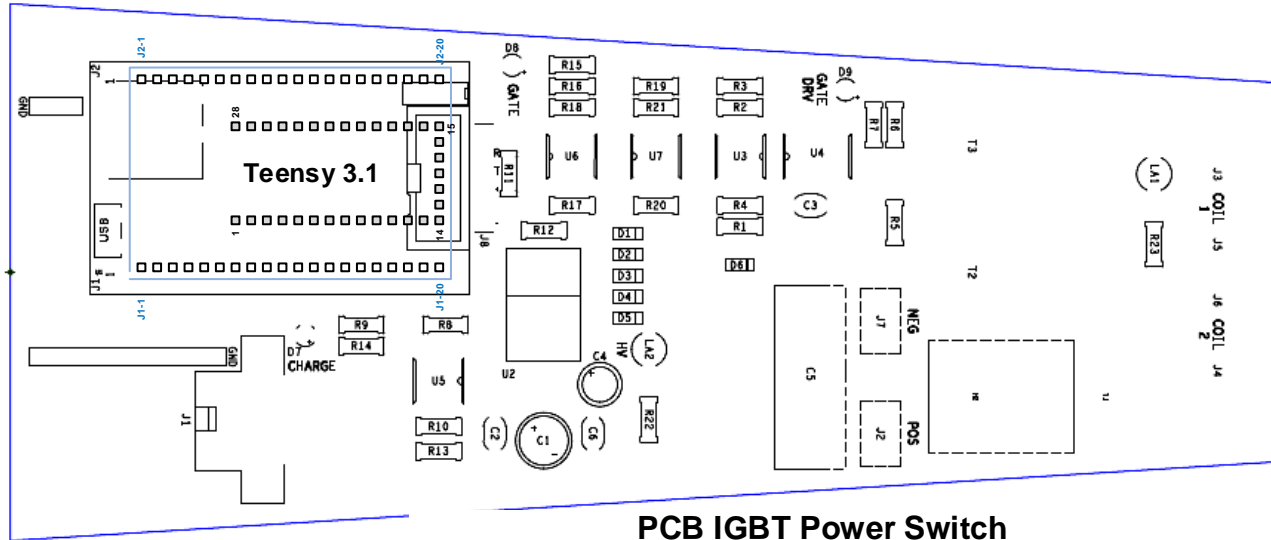 J2-1
J2-20
J2
1
GND
28
15
Teensy 3.1
USB
1
14
J1
1
J1-1
J1-20
J8
D8
GATE
R15
R16
R18
R19
R21
R3
R2
GATE
DRV
D9
R7
R6
U6
U7
U3
U4
R11
R17
R20
R4
R1
C3
R5
R12
D1
D2
D3
D4
D5
D6
T3
T2
LA1
R23
J3
COIL
1
J5
J6
COIL
2
J4
R9
R14
R8
D7
CHARGE
GND
J1
U5
U2
R10
R13
C2
C1
+
-
C6
C4
+
HV
LA2
R22
C5
J7
NEG
J2
POS
PCB IGBT Power Switch